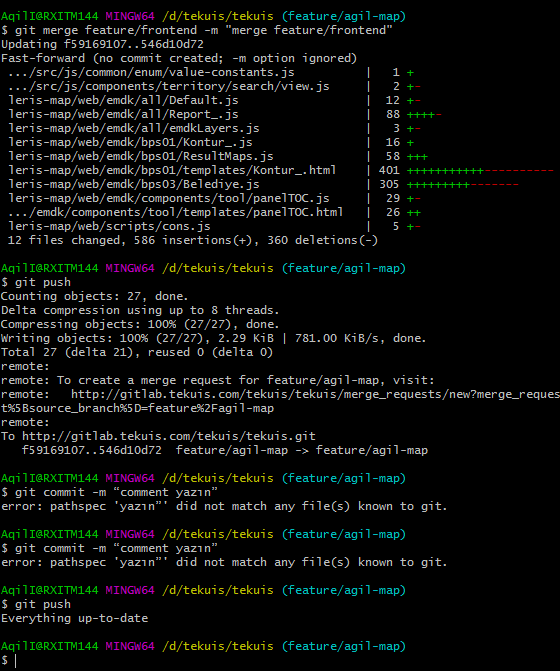 AqilI@RXITM144 MINGW64 /d/tekuis/tekuis (feature/agil-map)
$ git merge feature/frontend -m "merge feature/frontend"
Updating f59169107..546d10d72
Fast-forward (no commit created; -m option ignored)
.../src/js/common/enum/value-constants.js | 1 +
.../src/js/components/territory/search/view.js | 2 +-
leris-map/web/emdk/all/Default.js | 12 +-
leris-map/web/emdk/all/Report_.js | 88 ++++-
leris-map/web/emdk/all/emdkLayers.js | 3 +-
leris-map/web/emdk/bps01/Kontur_.js | 16 +
leris-map/web/emdk/bps01/ResultMaps.js | 58 +++
leris-map/web/emdk/bps01/templates/Kontur_.html | 401 +++++++++++----------
leris-map/web/emdk/bps03/Belediye.js | 305 +++++++++-------
leris-map/web/emdk/components/tool/panelTOC.js | 29 +-
.../emdk/components/tool/templates/panelTOC.html | 26 ++
leris-map/web/scripts/cons.js | 5 +-
12 files changed, 586 insertions(+), 360 deletions(-)
AqilI@RXITM144 MINGW64 /d/tekuis/tekuis (feature/agil-map)
$ git push
Counting objects: 27, done.
Delta compression using up to 8 threads.
Compressing objects: 100% (27/27), done.
Writing objects: 100% (27/27), 2.29 KiB | 781.00 KiB/s, done.
Total 27 (delta 21), reused 0 (delta 0)
remote:
remote: To create a merge request for feature/agil-map, visit:
remote: http://gitlab.tekuis.com/tekuis/tekuis/merge_requests/new?merge_reques
t%5Bsource_branch%5D=feature%2Fagil-map
remote:
To http://gitlab.tekuis.com/tekuis/tekuis.git
f59169107..546d10d72 feature/agil-map -> feature/agil-map
AqilI@RXITM144 MINGW64 /d/tekuis/tekuis (feature/agil-map)
$ git commit -m “comment yazın”
error: pathspec 'yazın”' did not match any file(s) known to git.
AqilI@RXITM144 MINGW64 /d/tekuis/tekuis (feature/agil-map)
$ git commit -m “comment yazın”
error: pathspec 'yazın”' did not match any file(s) known to git.
AqilI@RXITM144 MINGW64 /d/tekuis/tekuis (feature/agil-map)
$ git push
Everything up-to-date
AqilI@RXITM144 MINGW64 /d/tekuis/tekuis (feature/agil-map)
$